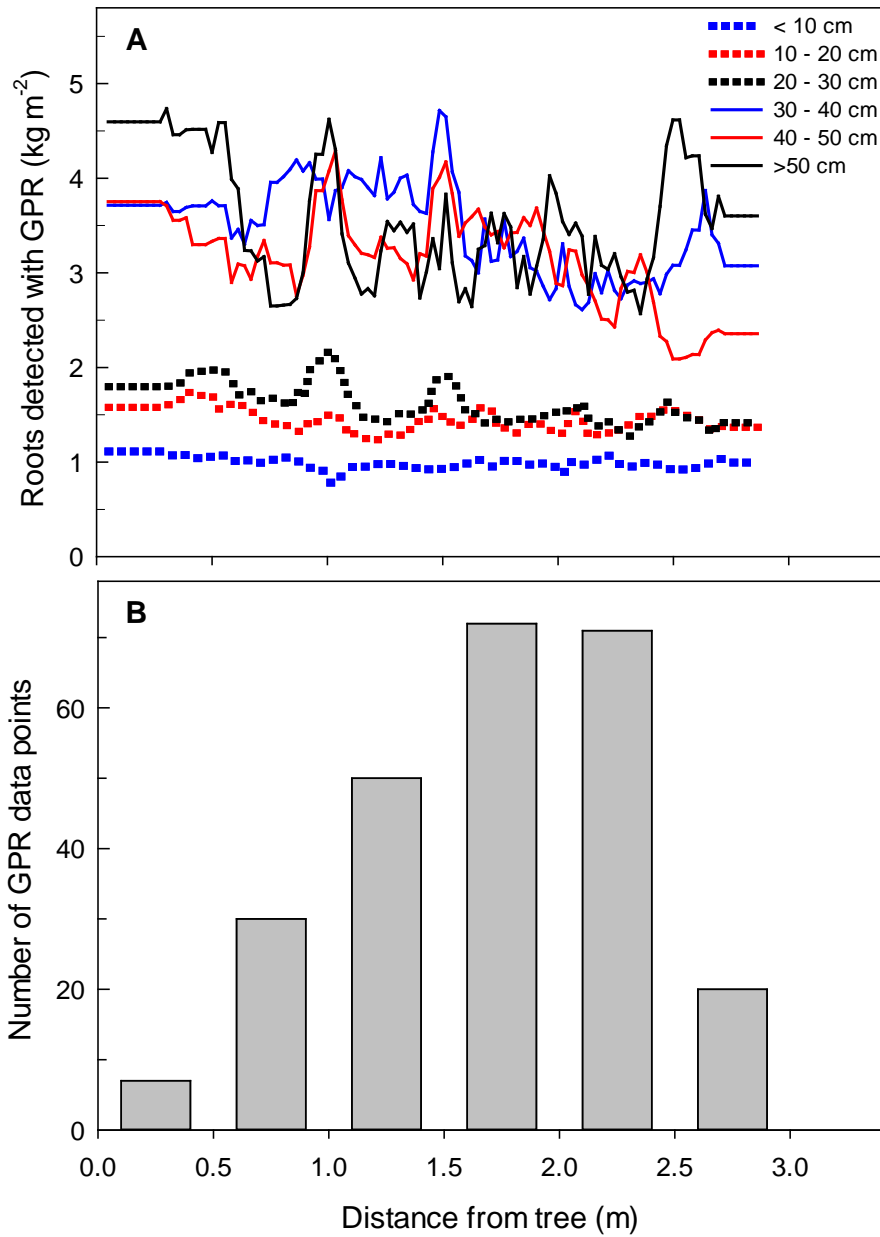 A
< 10 cm
10 - 20 cm
20 - 30 cm
30 - 40 cm
40 - 50 cm
>50 cm
Roots detected with GPR (kg m⁻²)
5
4
3
2
1
0
B
Number of GPR data points
60
40
20
0
0.0 0.5 1.0 1.5 2.0 2.5 3.0
Distance from tree (m)